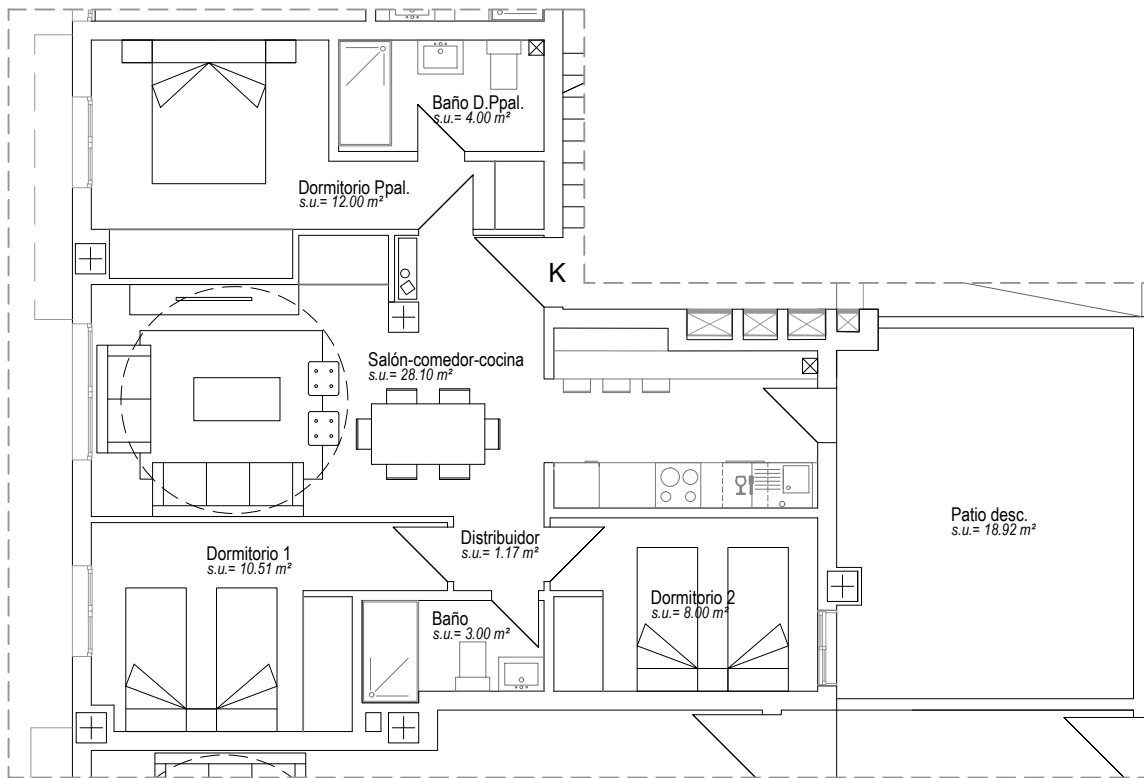 Baño D.Ppal.
s.u.= 4.00 m²
Dormitorio Ppal.
s.u.= 12.00 m²
K
Salón-comedor-cocina
s.u.= 28.10 m²
Patio desc.
s.u.= 18.92 m²
Distribuidor
s.u.= 1.17 m²
Dormitorio 1
s.u.= 10.51 m²
Dormitorio 2
s.u.= 8.00 m²
Baño
s.u.= 3.00 m²